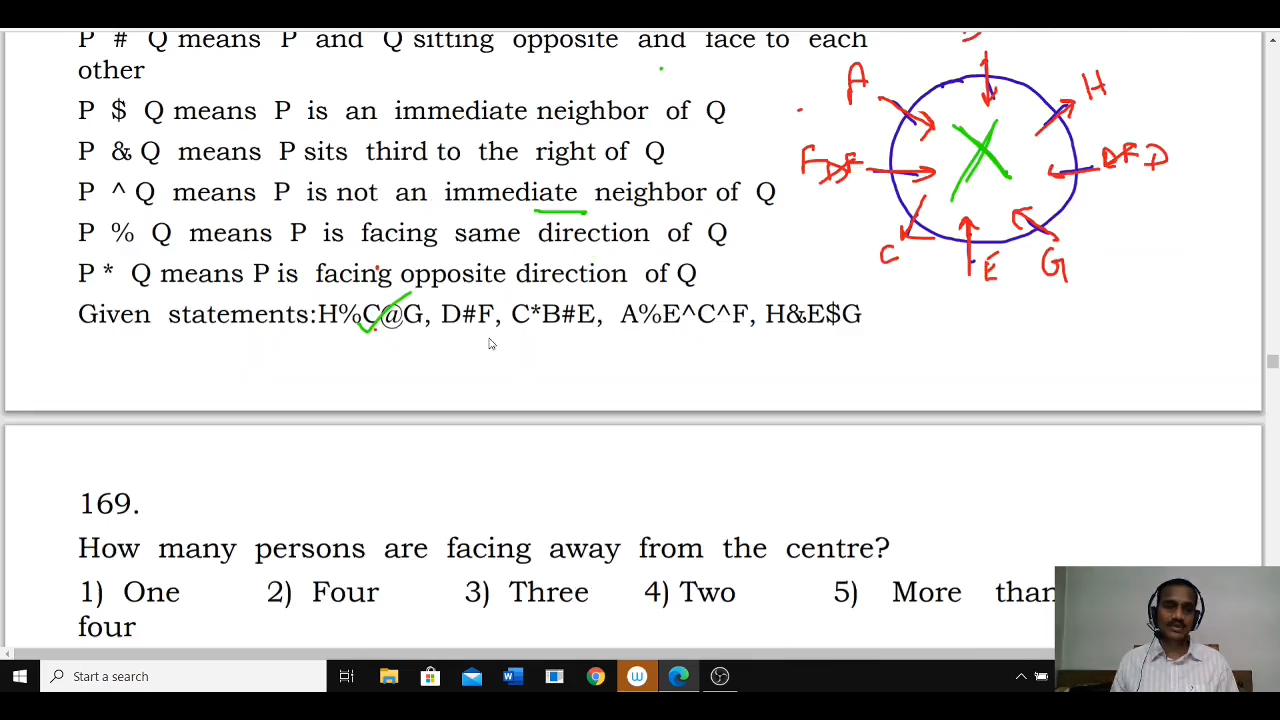 P # Q means P and Q sitting opposite and face to each
other
P $ Q means P is an immediate neighbor of Q
P & Q means P sits third to the right of Q
P ^ Q means P is not an immediate neighbor of Q
P % Q means P is facing same direction of Q
P * Q means P is facing opposite direction of Q
Given statements:H%C@G, D#F, C*B#E, A%E^C^F, H&E$G
A
H
F
D
C
E
G
169.
How many persons are facing away from the centre?
1) One 2) Four 3) Three 4) Two 5) More than
four
Start a search